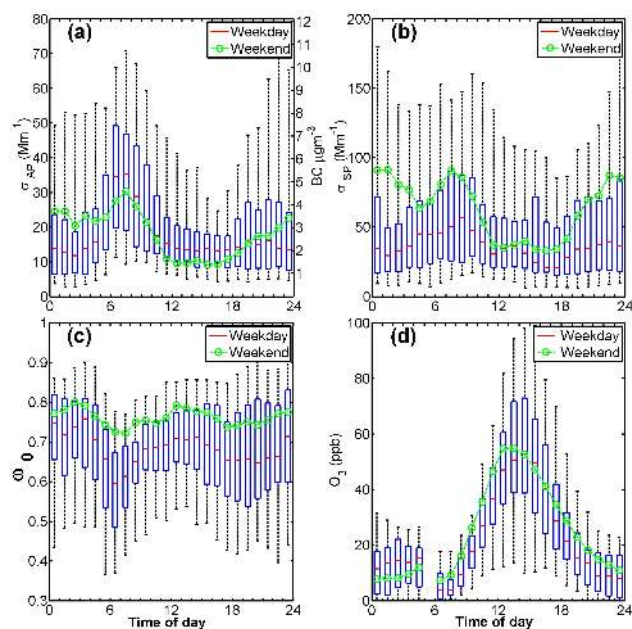 (a)
Weekday
Weekend
σ AP (Mm⁻¹)
80
70
60
50
40
30
20
10
0
12
11
10
9
8
7
6
5
4
3
2
1
0
BC μgm⁻³
0 6 12 18 24
(b)
Weekday
Weekend
σ SP (Mm⁻¹)
200
150
100
50
0
0 6 12 18 24
(c)
Weekday
Weekend
ω 0
1
0.9
0.8
0.7
0.6
0.5
0.4
0.3
0 6 12 18 24
Time of day
(d)
Weekday
Weekend
O₃ (ppb)
100
80
60
40
20
0
0 6 12 18 24
Time of day